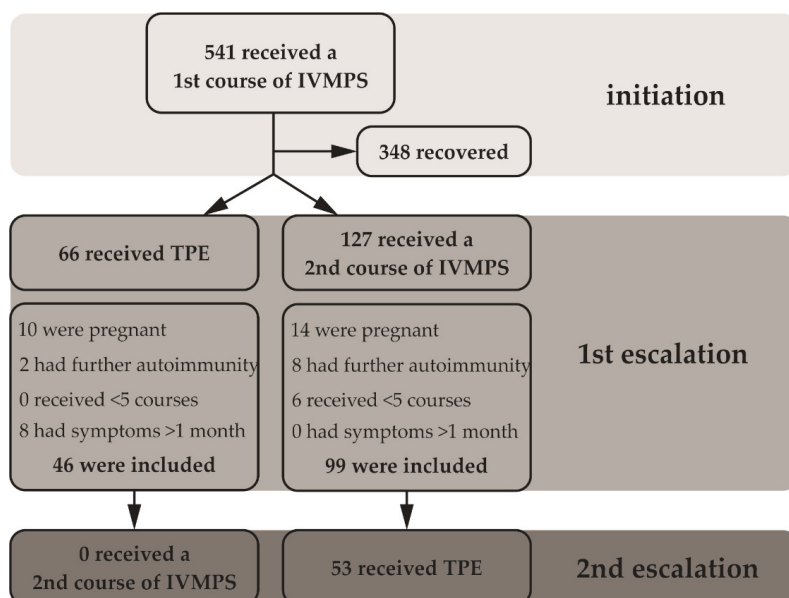 541 received a
1st course of IVMPS
initiation
348 recovered
66 received TPE
127 received a
2nd course of IVMPS
10 were pregnant
2 had further autoimmunity
0 received <5 courses
8 had symptoms >1 month
46 were included
14 were pregnant
8 had further autoimmunity
6 received <5 courses
0 had symptoms >1 month
99 were included
1st escalation
0 received a
2nd course of IVMPS
53 received TPE
2nd escalation